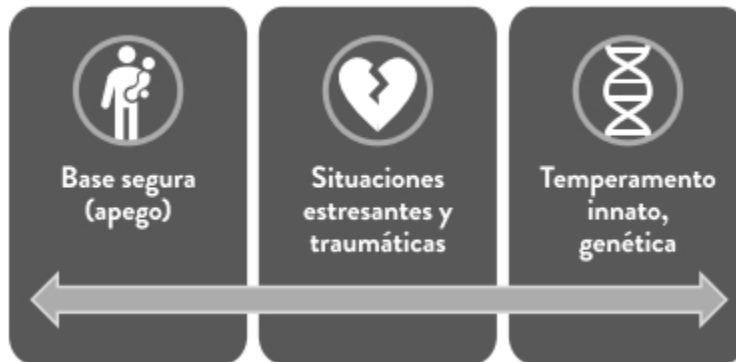 Base segura
(apego)
Situaciones
estresantes y
traumáticas
Temperamento
innato,
genética